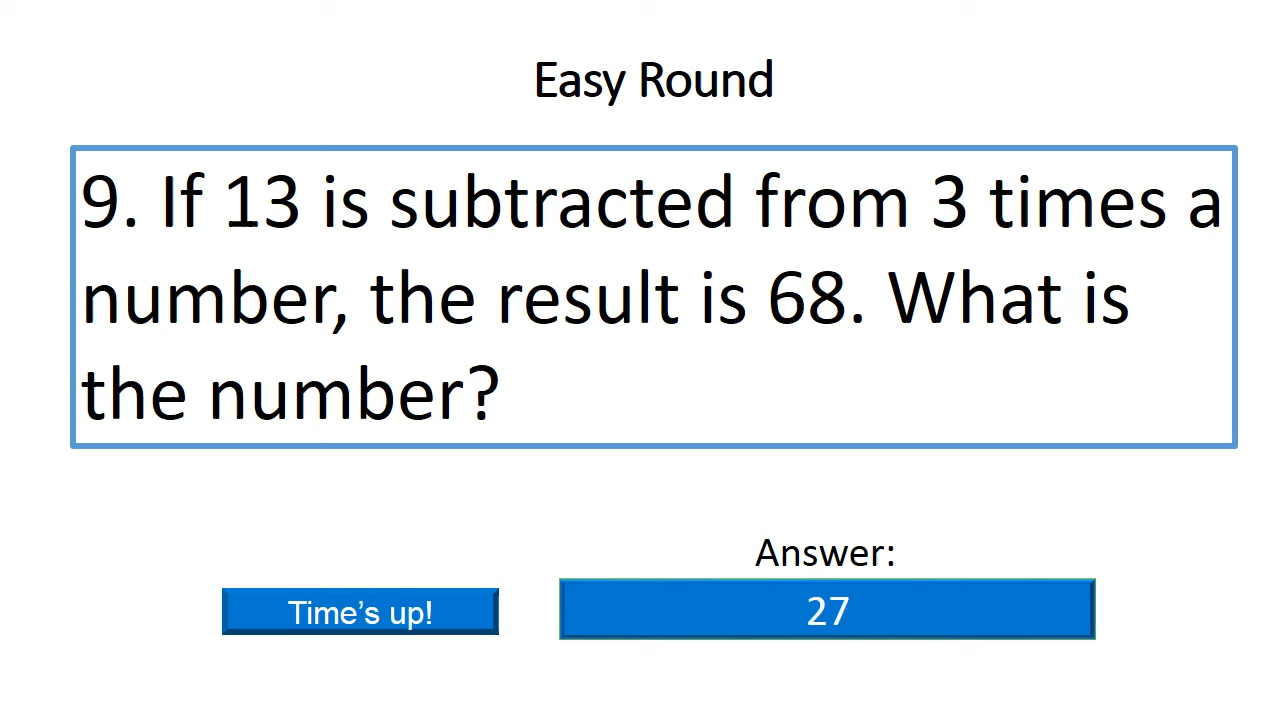 Easy Round
9. If 13 is subtracted from 3 times a
number, the result is 68. What is
the number?
Answer:
Time’s up!
27